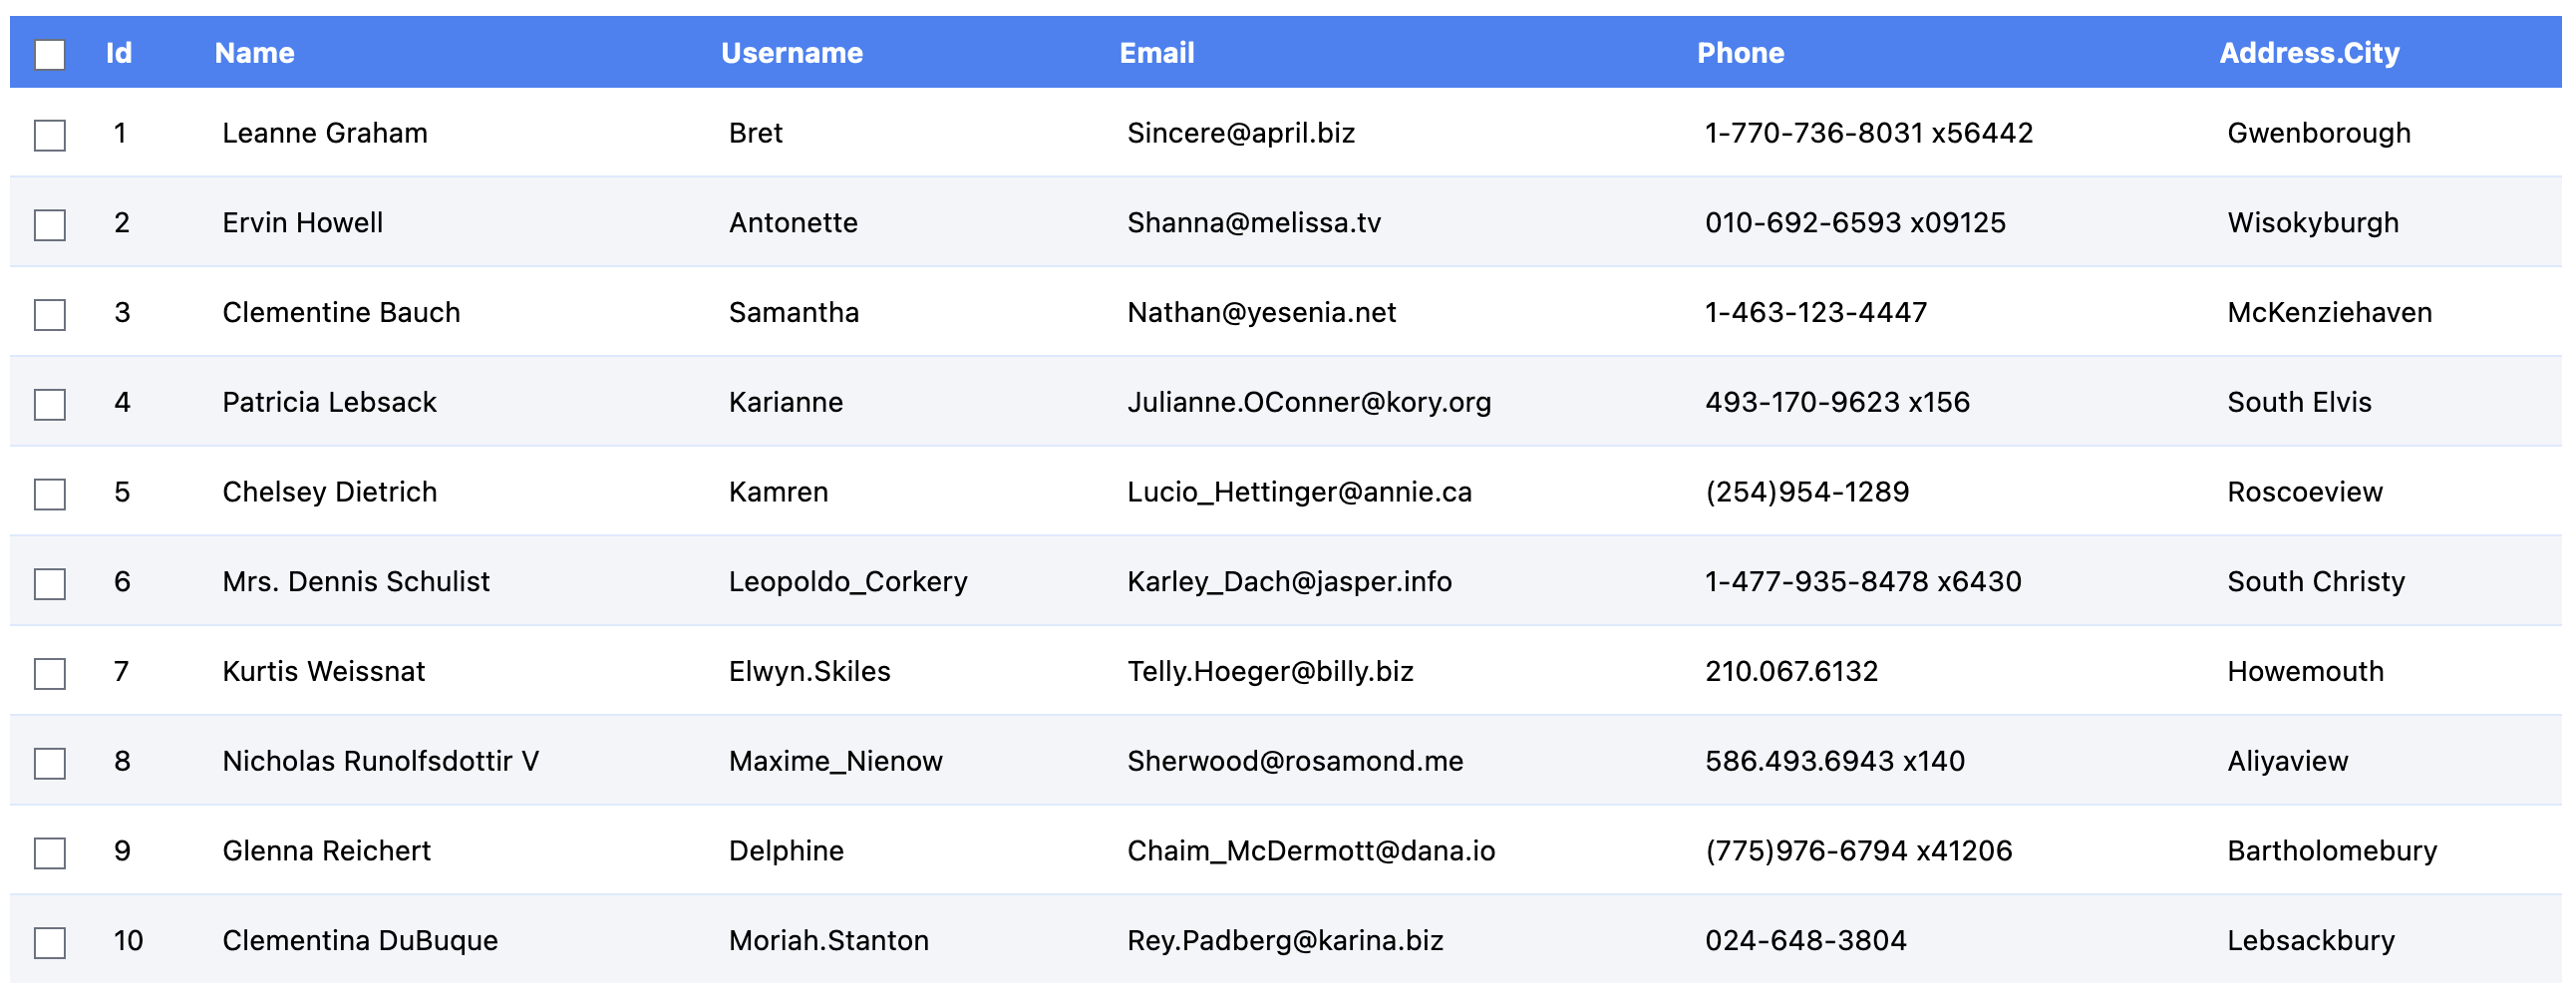 Id Name Username Email Phone Address.City
1 Leanne Graham Bret Sincere@april.biz 1-770-736-8031 x56442 Gwenborough
2 Ervin Howell Antonette Shanna@melissa.tv 010-692-6593 x09125 Wisokyburgh
3 Clementine Bauch Samantha Nathan@yesenia.net 1-463-123-4447 McKenziehaven
4 Patricia Lebsack Karianne Julianne.OConner@kory.org 493-170-9623 x156 South Elvis
5 Chelsey Dietrich Kamren Lucio_Hettinger@annie.ca (254)954-1289 Roscoeview
6 Mrs. Dennis Schulist Leopoldo_Corkery Karley_Dach@jasper.info 1-477-935-8478 x6430 South Christy
7 Kurtis Weissnat Elwyn.Skiles Telly.Hoeger@billy.biz 210.067.6132 Howemouth
8 Nicholas Runolfsdottir V Maxime_Nienow Sherwood@rosamond.me 586.493.6943 x140 Aliyaview
9 Glenna Reichert Delphine Chaim_McDermott@dana.io (775)976-6794 x41206 Bartholomebury
10 Clementina DuBuque Moriah.Stanton Rey.Padberg@karina.biz 024-648-3804 Lebsackbury